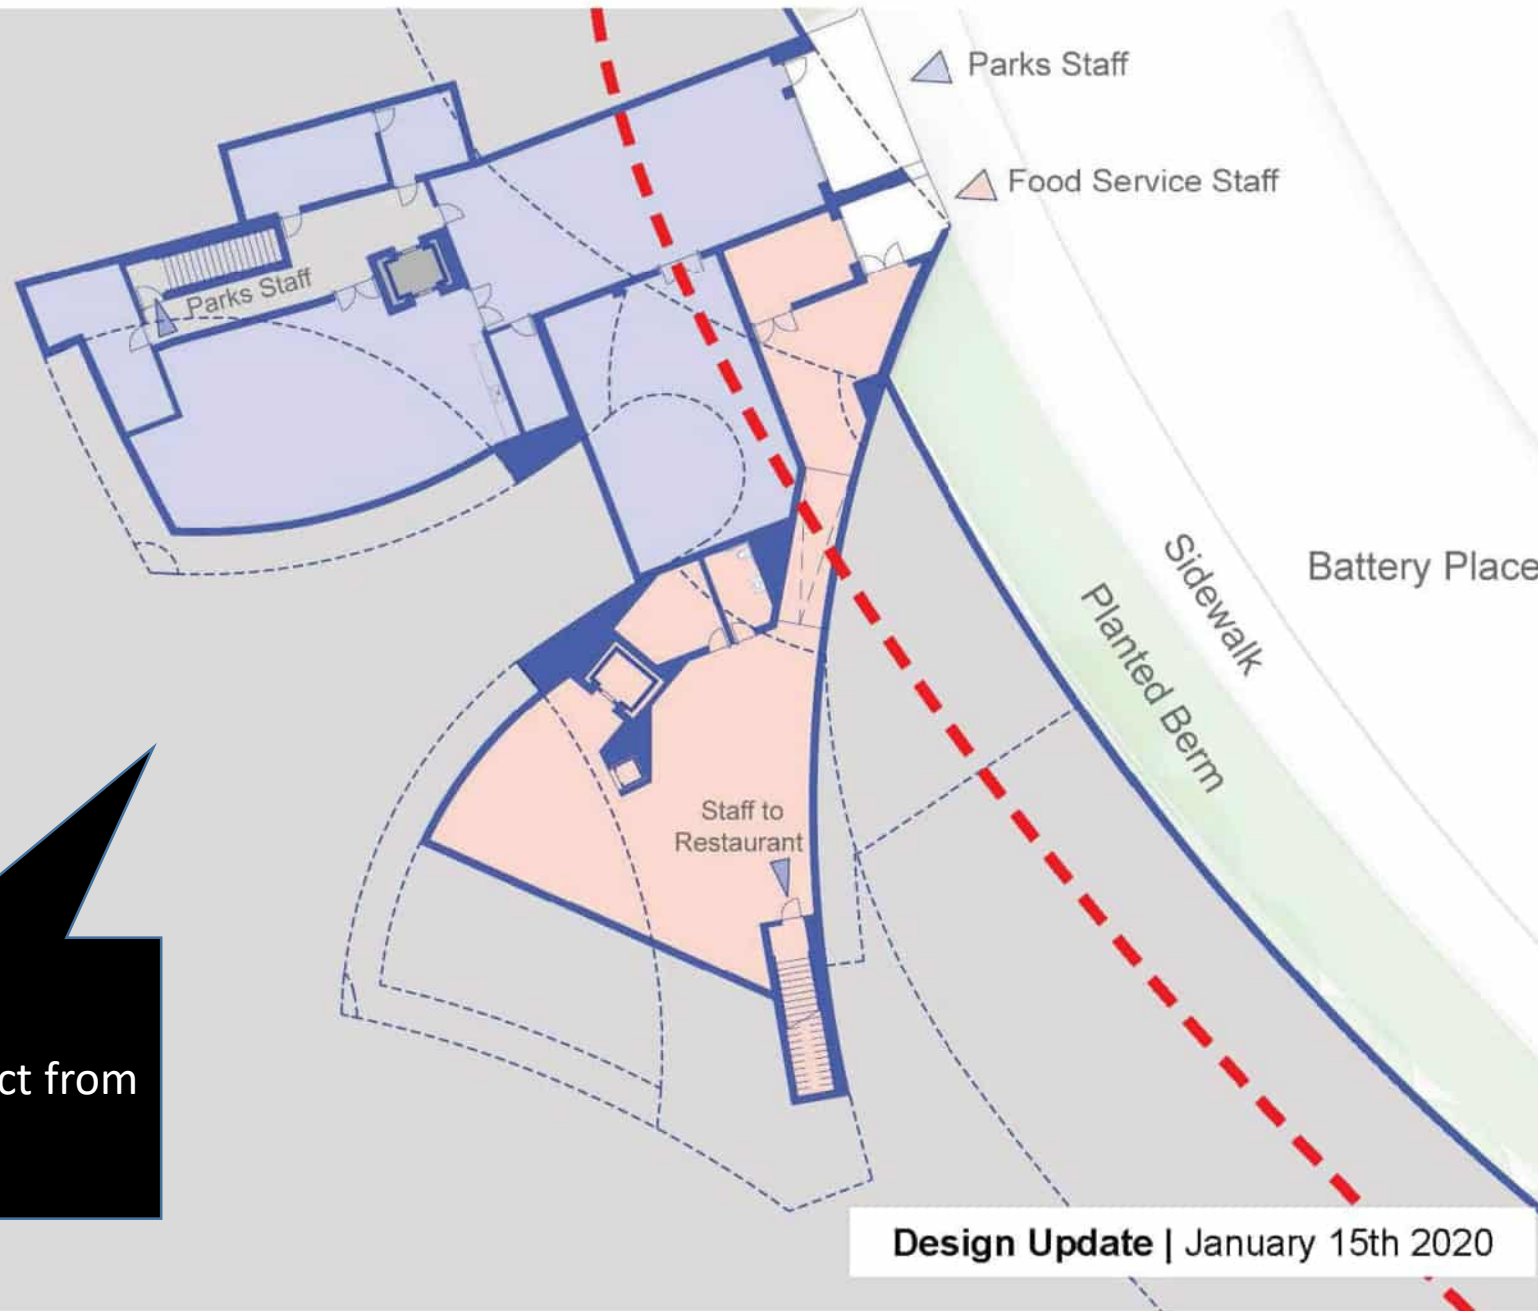 Parks Staff
Food Service Staff
Parks Staff
Sidewalk
Battery Place
Planted Berm
Staff to
Restaurant
from
Design Update | January 15th 2020